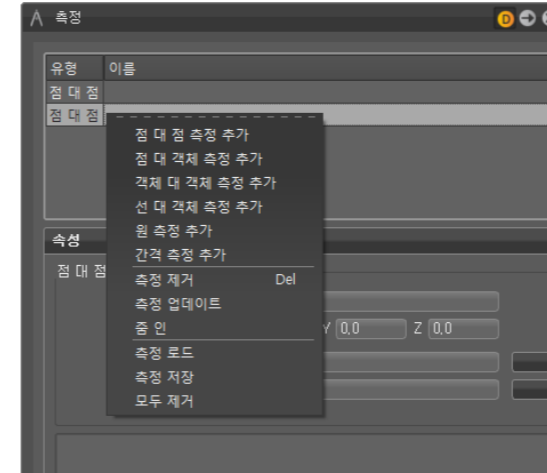 측정
D
유형 이름
점 대 점
점 대 점
점 대 점 측정 추가
점 대 객체 측정 추가
객체 대 객체 측정 추가
선 대 객체 측정 추가
원 측정 추가
간격 측정 추가
측정 제거 Del
측정 업데이트
줌 인
측정 로드
측정 저장
모두 제거
속성
점 대 점
Y 0,0 Z 0,0